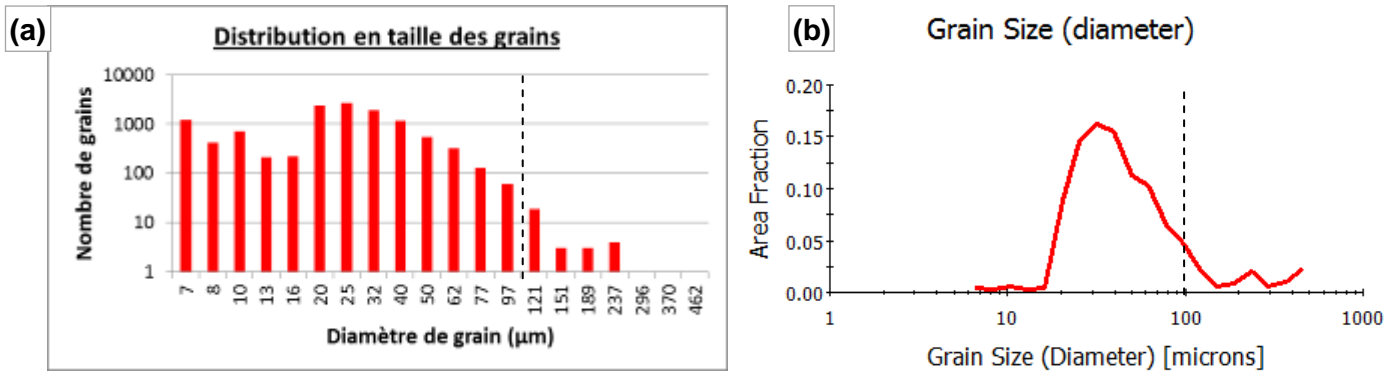 (a)
Distribution en taille des grains
Nombre de grains
10000
1000
100
10
1
7 8 10 13 16 20 25 32 40 50 62 77 97 121 151 189 237 296 370 462
Diamètre de grain (µm)
(b)
Grain Size (diameter)
Area Fraction
0.20
0.15
0.10
0.05
0.00
1 10 100 1000
Grain Size (Diameter) [microns]